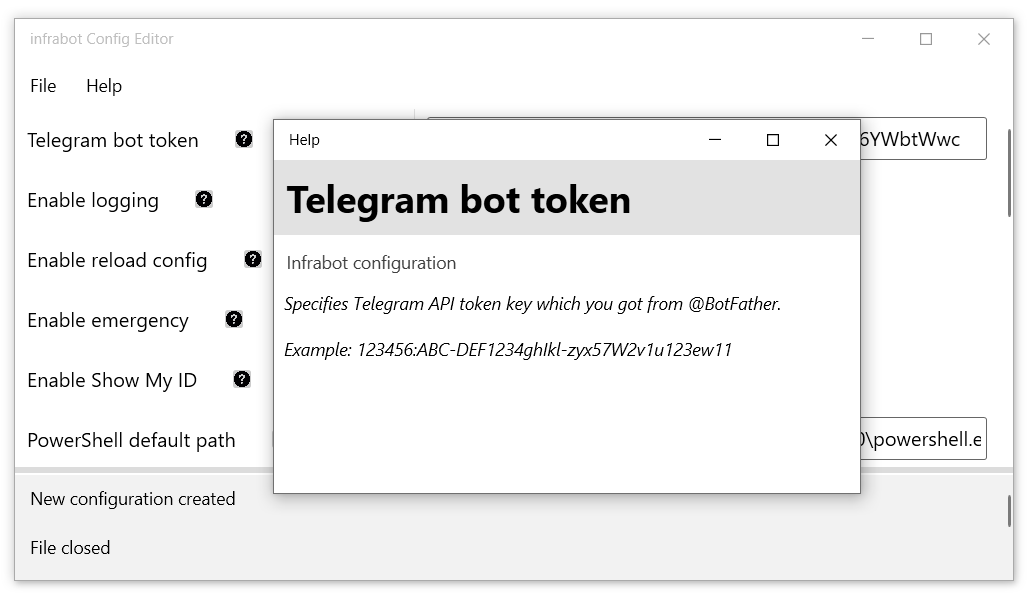 infrabot Config Editor
File Help
Telegram bot token
6YWbtWwc
Enable logging
Enable reload config
Enable emergency
Enable Show My ID
PowerShell default path
\powershell.e
Help
Telegram bot token
Infrabot configuration
Specifies Telegram API token key which you got from @BotFather.
Example: 123456:ABC-DEF1234ghIkl-zyx57W2v1u123ew11
New configuration created
File closed